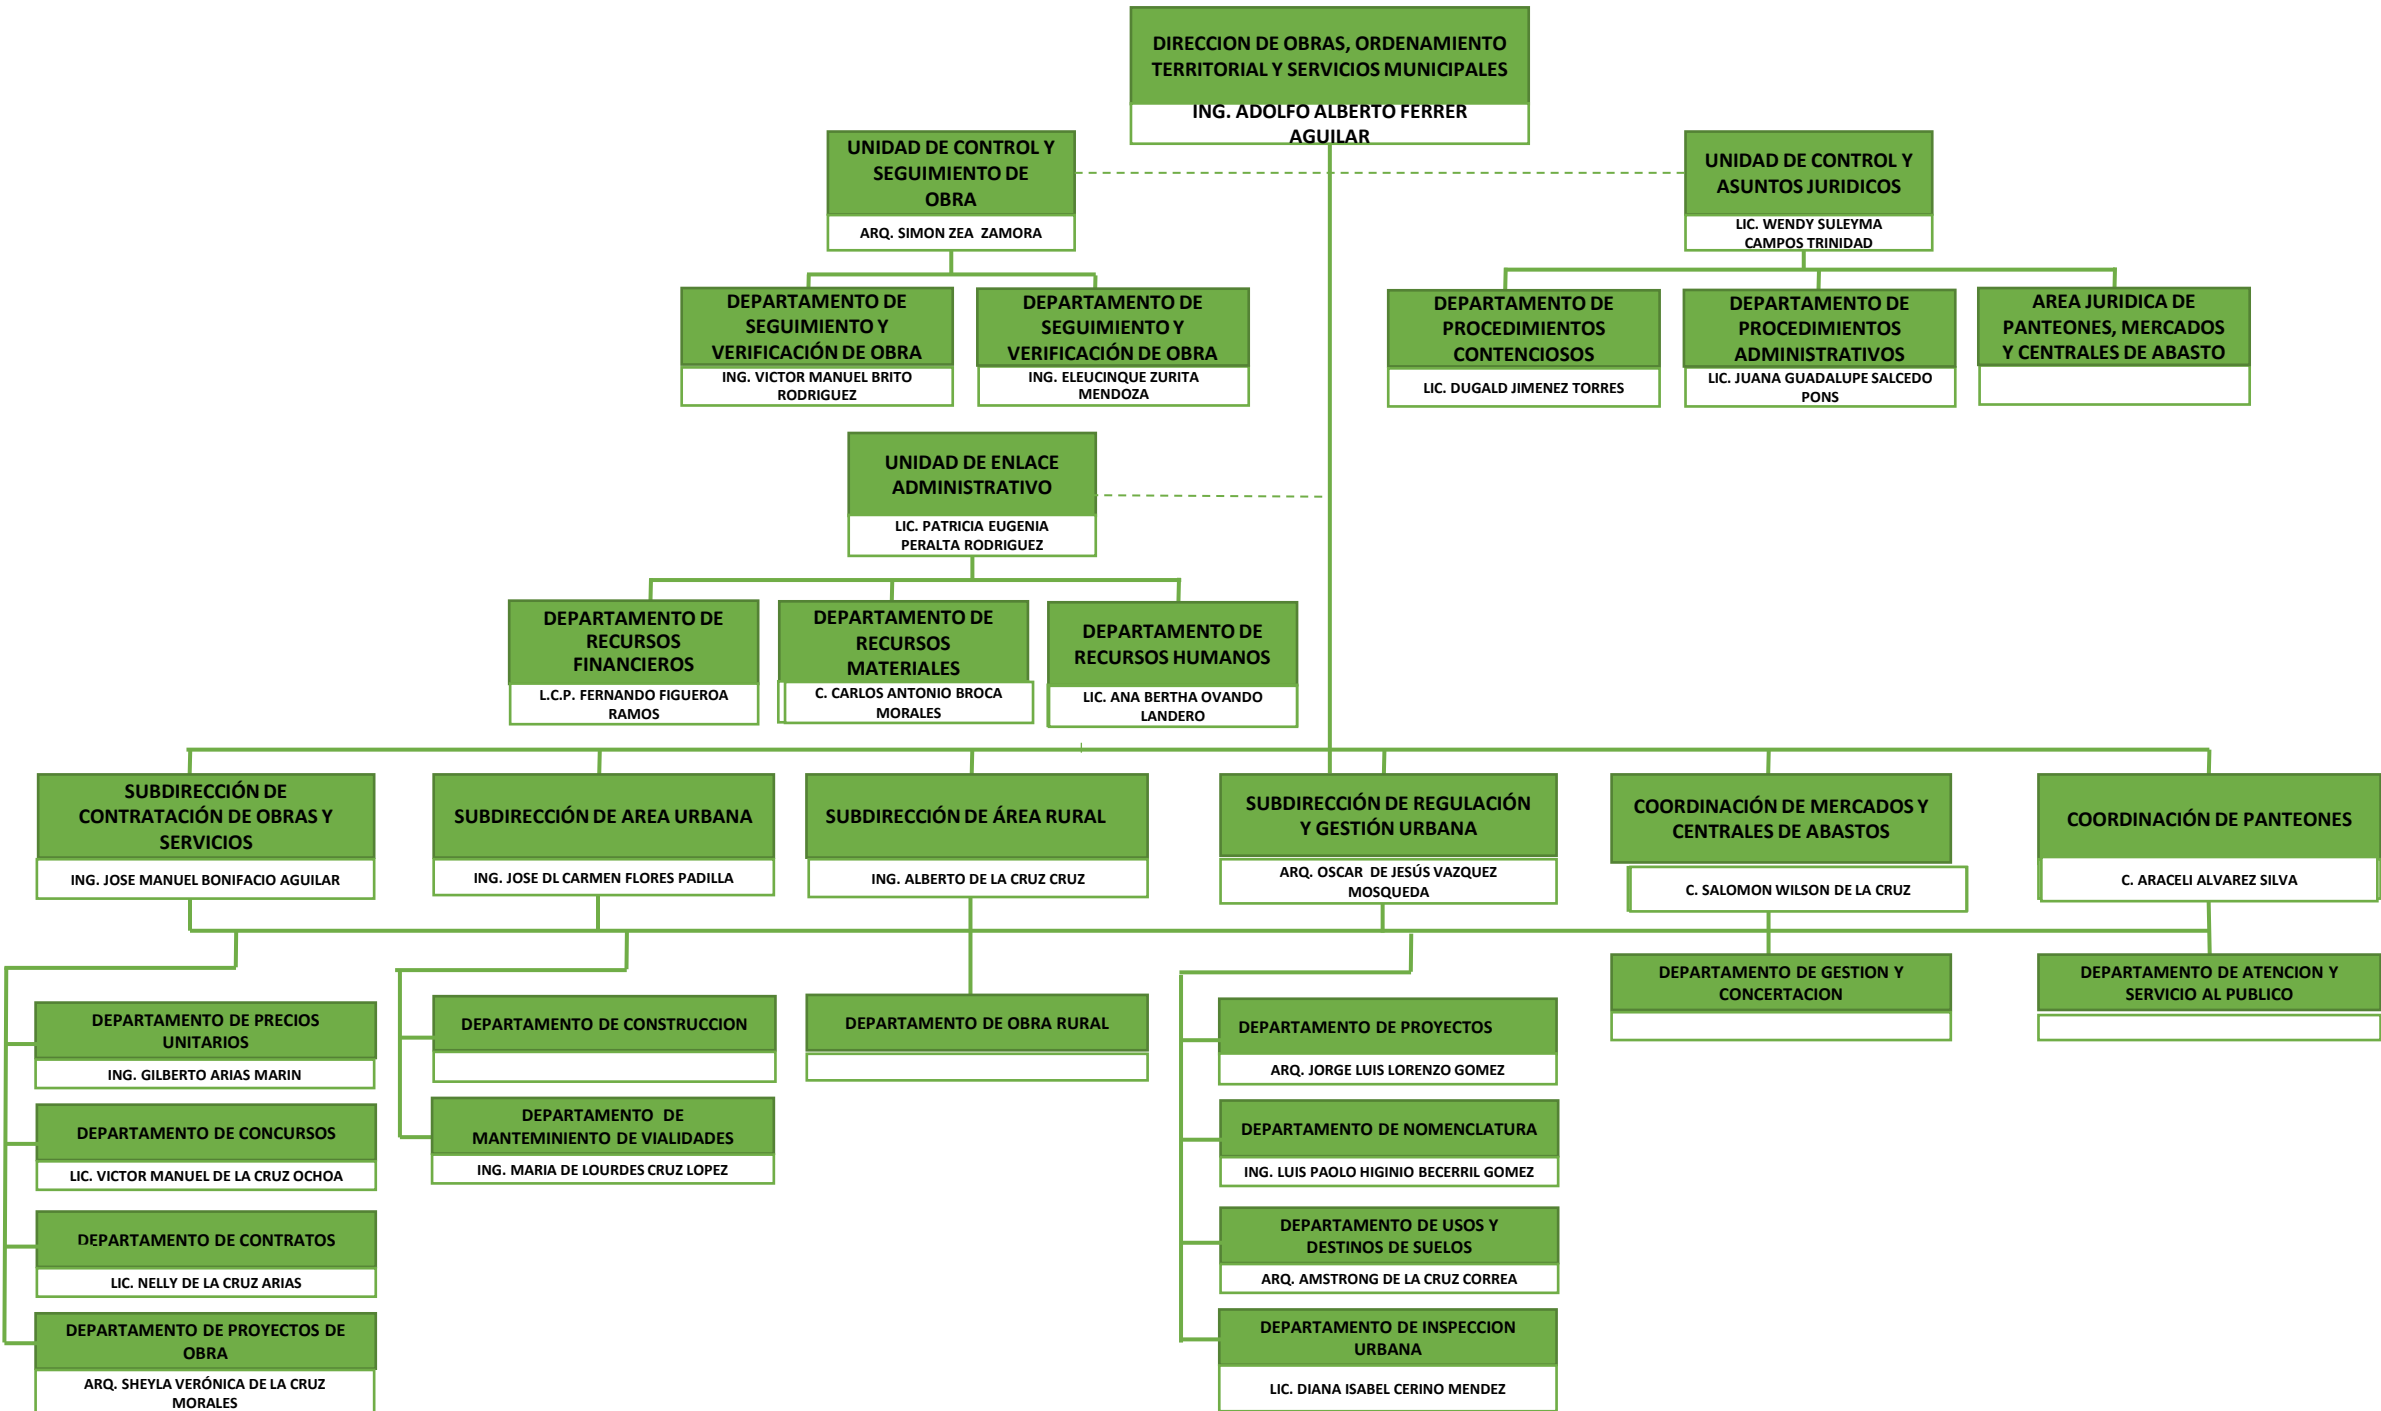 DIRECCION DE OBRAS, ORDENAMIENTO
TERRITORIAL Y SERVICIOS MUNICIPALES
ING. ADOLFO ALBERTO FERRER
AGUILAR
UNIDAD DE CONTROL Y
SEGUIMIENTO DE
OBRA
ARQ. SIMON ZEA ZAMORA
UNIDAD DE CONTROL Y
ASUNTOS JURIDICOS
LIC. WENDY SULEYMA
CAMPOS TRINIDAD
DEPARTAMENTO DE
SEGUIMIENTO Y
VERIFICACIÓN DE OBRA
ING. VICTOR MANUEL BRITO
RODRIGUEZ
DEPARTAMENTO DE
SEGUIMIENTO Y
VERIFICACIÓN DE OBRA
ING. ELEUCINQUE ZURITA
MENDOZA
DEPARTAMENTO DE
PROCEDIMIENTOS
CONTENCIOSOS
LIC. DUGALD JIMENEZ TORRES
DEPARTAMENTO DE
PROCEDIMIENTOS
ADMINISTRATIVOS
LIC. JUANA GUADALUPE SALCEDO
PONS
AREA JURIDICA DE
PANTEONES, MERCADOS
Y CENTRALES DE ABASTO
UNIDAD DE ENLACE
ADMINISTRATIVO
LIC. PATRICIA EUGENIA
PERALTA RODRIGUEZ
DEPARTAMENTO DE
RECURSOS
FINANCIEROS
L.C.P. FERNANDO FIGUEROA
RAMOS
DEPARTAMENTO DE
RECURSOS
MATERIALES
C. CARLOS ANTONIO BROCA
MORALES
DEPARTAMENTO DE
RECURSOS HUMANOS
LIC. ANA BERTHA OVANDO
LANDERO
SUBDIRECCIÓN DE
CONTRATACIÓN DE OBRAS Y
SERVICIOS
ING. JOSE MANUEL BONIFACIO AGUILAR
SUBDIRECCIÓN DE AREA URBANA
ING. JOSE DL CARMEN FLORES PADILLA
SUBDIRECCIÓN DE ÁREA RURAL
ING. ALBERTO DE LA CRUZ CRUZ
SUBDIRECCIÓN DE REGULACIÓN
Y GESTIÓN URBANA
ARQ. OSCAR DE JESÚS VAZQUEZ
MOSQUEDA
COORDINACIÓN DE MERCADOS Y
CENTRALES DE ABASTOS
C. SALOMON WILSON DE LA CRUZ
COORDINACIÓN DE PANTEONES
C. ARACELI ALVAREZ SILVA
DEPARTAMENTO DE PRECIOS
UNITARIOS
ING. GILBERTO ARIAS MARIN
DEPARTAMENTO DE CONCURSOS
LIC. VICTOR MANUEL DE LA CRUZ OCHOA
DEPARTAMENTO DE CONTRATOS
LIC. NELLY DE LA CRUZ ARIAS
DEPARTAMENTO DE PROYECTOS DE
OBRA
ARQ. SHEYLA VERÓNICA DE LA CRUZ
MORALES
DEPARTAMENTO DE CONSTRUCCION
DEPARTAMENTO DE
MANTEMINIENTO DE VIALIDADES
ING. MARIA DE LOURDES CRUZ LOPEZ
DEPARTAMENTO DE OBRA RURAL
DEPARTAMENTO DE PROYECTOS
ARQ. JORGE LUIS LORENZO GOMEZ
DEPARTAMENTO DE NOMENCLATURA
ING. LUIS PAOLO HIGINIO BECERRIL GOMEZ
DEPARTAMENTO DE USOS Y
DESTINOS DE SUELOS
ARQ. AMSTRONG DE LA CRUZ CORREA
DEPARTAMENTO DE INSPECCION
URBANA
LIC. DIANA ISABEL CERINO MENDEZ
DEPARTAMENTO DE GESTION Y
CONCERTACION
DEPARTAMENTO DE ATENCION Y
SERVICIO AL PUBLICO